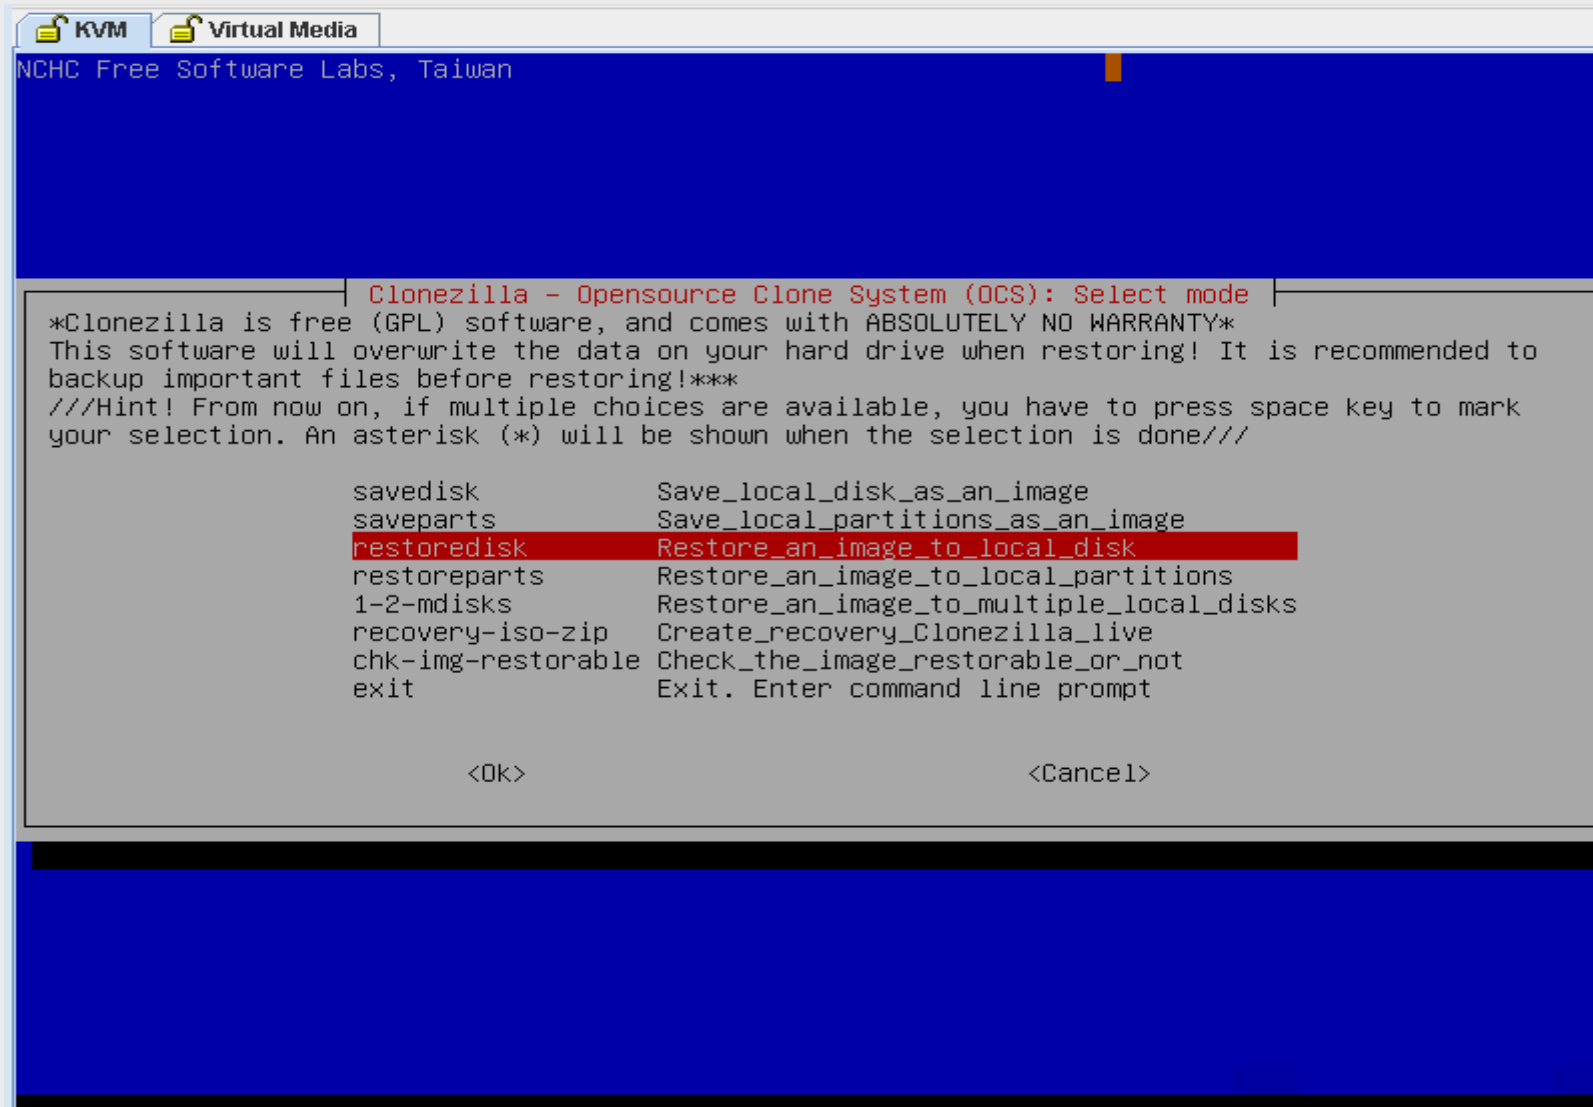 KVM
Virtual Media
NCHC Free Software Labs, Taiwan
Clonezilla - Opensource Clone System (OCS): Select mode
*Clonezilla is free (GPL) software, and comes with ABSOLUTELY NO WARRANTY*
This software will overwrite the data on your hard drive when restoring! It is recommended to
backup important files before restoring!***
///Hint! From now on, if multiple choices are available, you have to press space key to mark
your selection. An asterisk (*) will be shown when the selection is done///
savedisk Save_local_disk_as_an_image
saveparts Save_local_partitions_as_an_image
restoredisk Restore_an_image_to_local_disk
restoreparts Restore_an_image_to_local_partitions
1-2-mdisks Restore_an_image_to_multiple_local_disks
recovery-iso-zip Create_recovery_Clonezilla_live
chk-img-restorable Check_the_image_restorable_or_not
exit Exit. Enter command line prompt
<Ok> <Cancel>